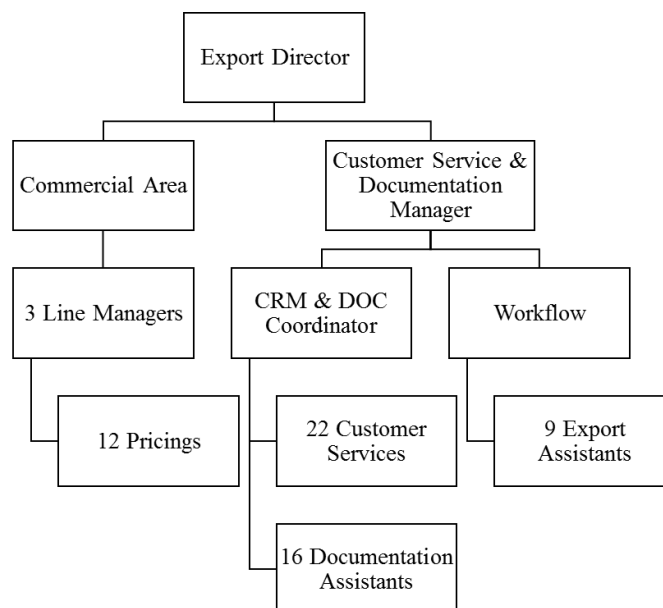 Export Director
Commercial Area
Customer Service &
Documentation
Manager
3 Line Managers
CRM & DOC
Coordinator
Workflow
12 Pricings
22 Customer
Services
9 Export
Assistants
16 Documentation
Assistants